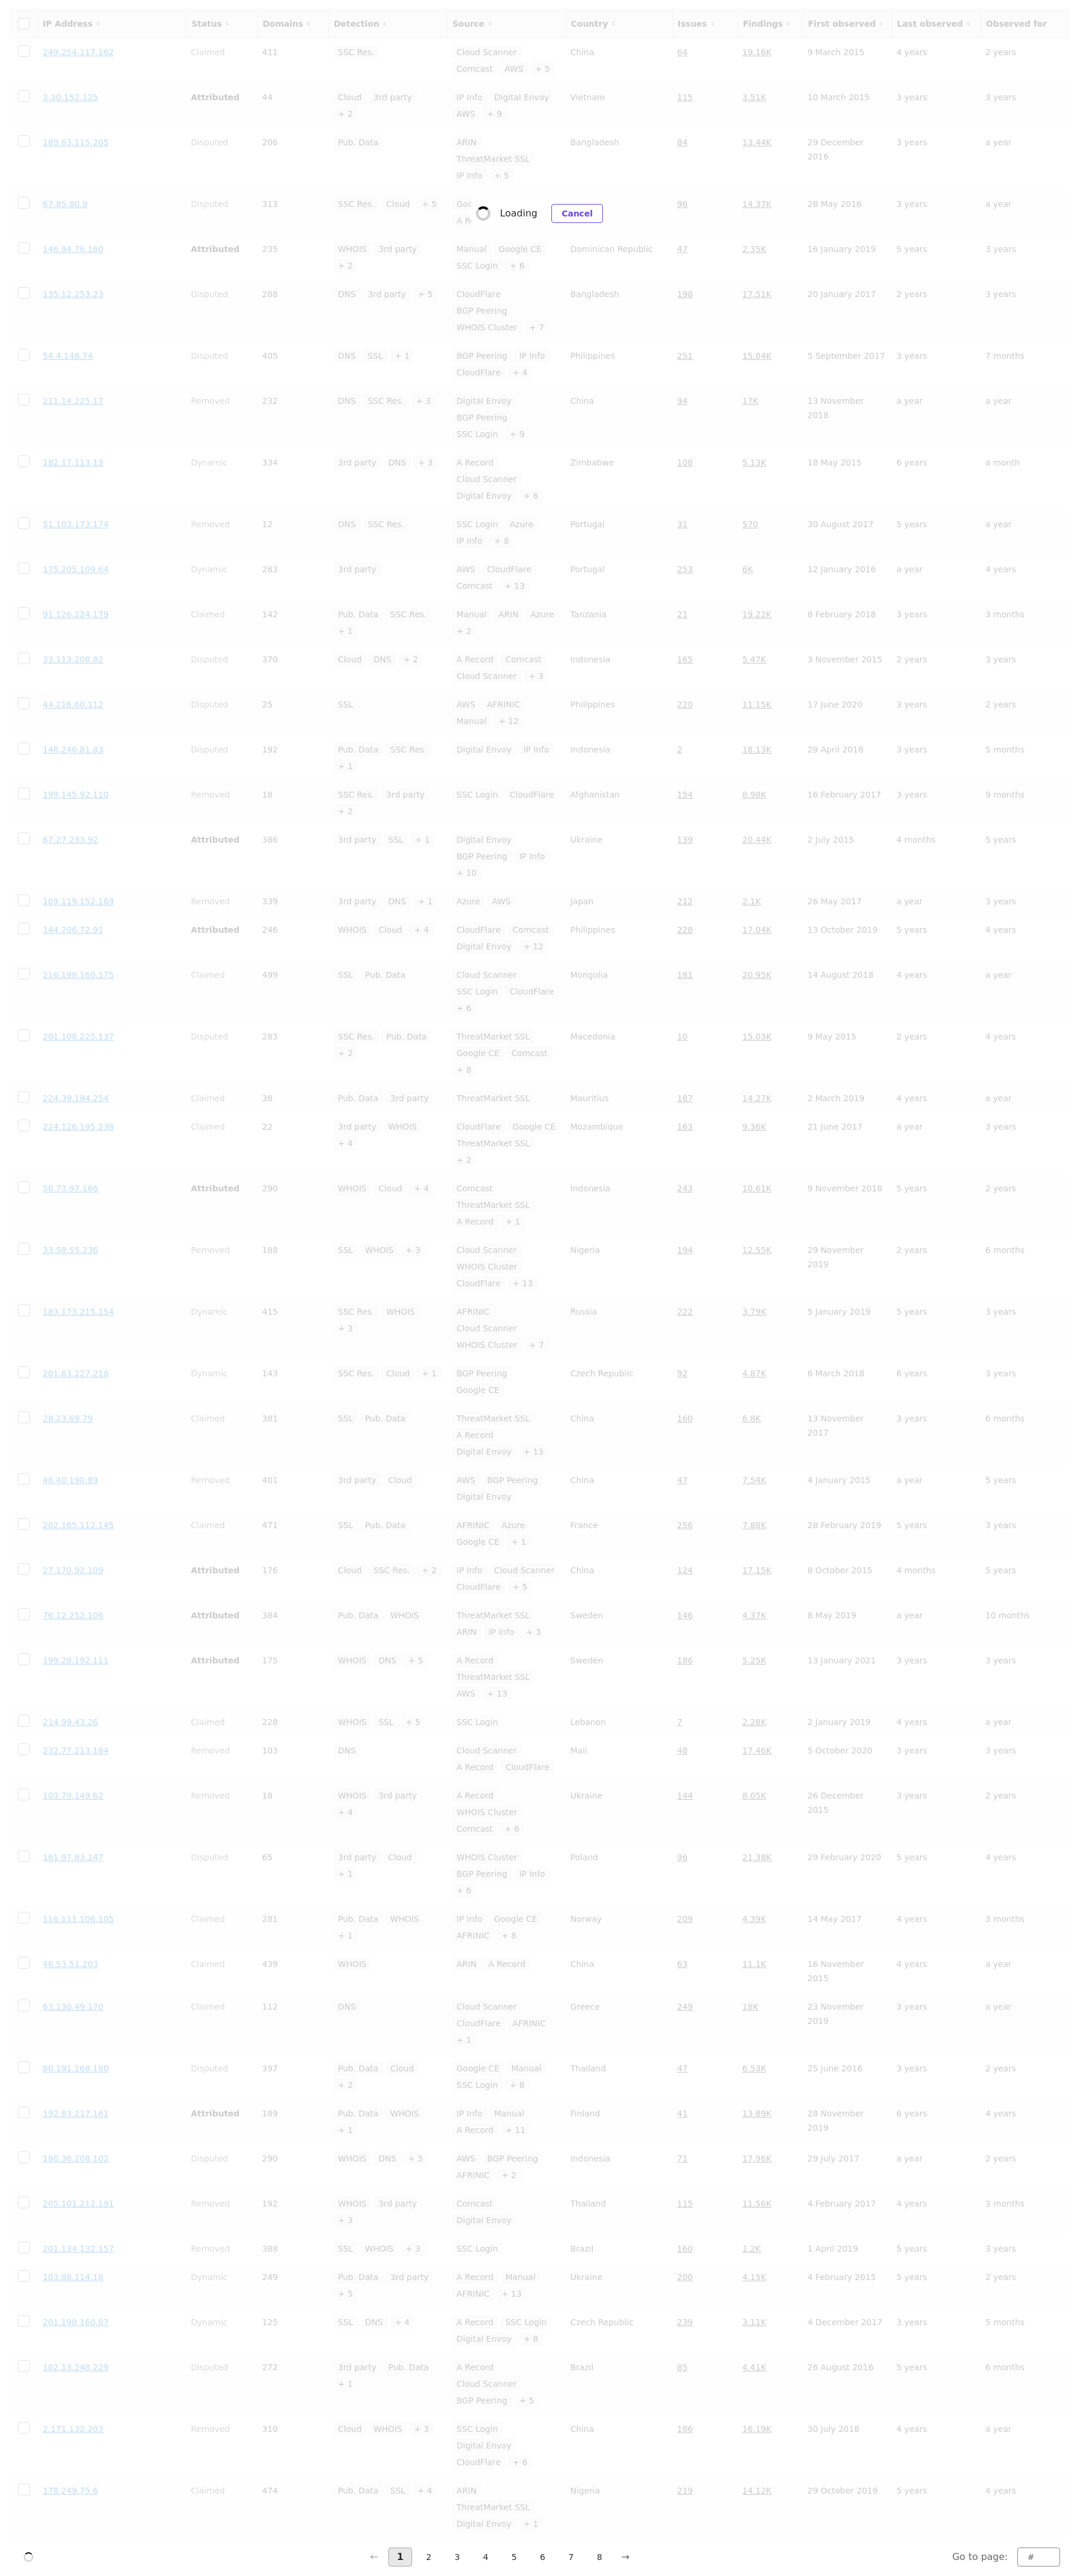 IP Address Status Domains Detection Source Country Issues Findings First observed Last observed Observed for
249.254.117.162 Claimed 411 SSC Res. Cloud Scanner China 64 19.16K 9 March 2015 4 years 2 years
Comcast AWS + 5
3.30.152.125 Attributed 44 Cloud 3rd party IP Info Digital Envoy Vietnam 115 3.51K 10 March 2015 3 years 3 years
+ 2 AWS + 9
189.63.115.205 Disputed 206 Pub. Data ARIN Bangladesh 84 13.44K 29 December 3 years a year
ThreatMarket SSL 2016
IP Info + 5
67.85.80.9 Disputed 313 SSC Res. Cloud + 5 96 14.37K 28 May 2016 3 years a year
Loading Cancel
146.94.76.160 Attributed 235 WHOIS 3rd party Manual Google CE Dominican Republic 47 2.35K 16 January 2019 5 years 3 years
+ 2 SSC Login + 6
135.12.253.23 Disputed 288 DNS 3rd party + 5 CloudFlare Bangladesh 198 17.51K 20 January 2017 2 years 3 years
BGP Peering
WHOIS Cluster + 7
54.4.146.74 Disputed 405 DNS SSL + 1 BGP Peering IP Info Philippines 251 15.84K 5 September 2017 3 years 7 months
CloudFlare + 4
211.14.225.17 Removed 232 DNS SSC Res. + 3 Digital Envoy China 94 17K 13 November a year a year
BGP Peering 2018
SSC Login + 9
182.17.113.13 Dynamic 334 3rd party DNS + 3 A Record Zimbabwe 108 5.13K 18 May 2015 6 years a month
Cloud Scanner
Digital Envoy + 6
51.103.173.174 Removed 12 DNS SSC Res. SSC Login Azure Portugal 31 570 30 August 2017 5 years a year
IP Info + 8
175.205.109.64 Dynamic 283 3rd party AWS CloudFlare Portugal 253 6K 12 January 2016 a year 4 years
Comcast + 13
91.126.224.179 Claimed 142 Pub. Data SSC Res. Manual ARIN Azure Tanzania 21 19.22K 8 February 2018 3 years 3 months
+ 1 + 2
33.113.208.82 Disputed 370 Cloud DNS + 2 A Record Comcast Indonesia 165 5.47K 3 November 2015 2 years 3 years
Cloud Scanner + 3
44.216.60.112 Disputed 25 SSL AWS AFRINIC Philippines 220 11.15K 17 June 2020 3 years 2 years
Manual + 12
148.246.81.83 Disputed 192 Pub. Data SSC Res. Digital Envoy IP Info Indonesia 2 18.13K 29 April 2018 3 years 5 months
+ 1
199.145.92.110 Removed 18 SSC Res. 3rd party SSC Login CloudFlare Afghanistan 154 8.98K 16 February 2017 3 years 9 months
+ 2
67.27.233.92 Attributed 386 3rd party SSL + 1 Digital Envoy Ukraine 139 20.44K 2 July 2015 4 months 5 years
BGP Peering IP Info
+ 10
109.119.152.169 Removed 339 3rd party DNS + 1 Azure AWS Japan 212 2.1K 26 May 2017 a year 3 years
144.206.72.91 Attributed 246 WHOIS Cloud + 4 CloudFlare Comcast Philippines 228 17.04K 13 October 2019 5 years 4 years
Digital Envoy + 12
216.198.160.175 Claimed 499 SSL Pub. Data Cloud Scanner Mongolia 181 20.95K 14 August 2018 4 years a year
SSC Login CloudFlare
+ 6
201.108.225.137 Disputed 283 SSC Res. Pub. Data ThreatMarket SSL Macedonia 10 15.03K 9 May 2015 2 years 4 years
+ 2 Google CE Comcast
+ 8
224.39.194.254 Claimed 38 Pub. Data 3rd party ThreatMarket SSL Mauritius 187 14.27K 2 March 2019 4 years a year
224.126.195.238 Claimed 22 3rd party WHOIS CloudFlare Google CE Mozambique 163 9.36K 21 June 2017 a year 3 years
+ 4 ThreatMarket SSL
+ 2
50.73.97.166 Attributed 290 WHOIS Cloud + 4 Comcast Indonesia 243 10.61K 9 November 2018 5 years 2 years
ThreatMarket SSL
A Record + 1
33.58.55.236 Removed 188 SSL WHOIS + 3 Cloud Scanner Nigeria 194 12.55K 29 November 2 years 6 months
WHOIS Cluster 2019
CloudFlare + 13
183.173.215.154 Dynamic 415 SSC Res. WHOIS AFRINIC Russia 222 3.79K 5 January 2019 5 years 3 years
+ 3 Cloud Scanner
WHOIS Cluster + 7
201.63.227.218 Dynamic 143 SSC Res. Cloud + 1 BGP Peering Czech Republic 92 4.87K 6 March 2018 6 years 3 years
Google CE
28.23.69.79 Claimed 381 SSL Pub. Data ThreatMarket SSL China 160 6.8K 13 November 3 years 6 months
A Record 2017
Digital Envoy + 13
46.40.190.89 Removed 401 3rd party Cloud AWS BGP Peering China 47 7.54K 4 January 2015 a year 5 years
Digital Envoy
202.165.112.145 Claimed 471 SSL Pub. Data AFRINIC Azure France 256 7.88K 28 February 2019 5 years 3 years
Google CE + 1
27.170.92.109 Attributed 176 Cloud SSC Res. + 2 IP Info Cloud Scanner China 124 17.15K 8 October 2015 4 months 5 years
CloudFlare + 5
76.12.252.106 Attributed 384 Pub. Data WHOIS ThreatMarket SSL Sweden 146 4.37K 8 May 2019 a year 10 months
ARIN IP Info + 3
199.28.192.111 Attributed 175 WHOIS DNS + 5 A Record Sweden 186 5.25K 13 January 2021 3 years 3 years
ThreatMarket SSL
AWS + 13
214.99.43.26 Claimed 228 WHOIS SSL + 5 SSC Login Lebanon 7 2.28K 2 January 2019 4 years a year
232.77.213.184 Removed 103 DNS Cloud Scanner Mali 48 17.46K 5 October 2020 3 years 3 years
A Record CloudFlare
103.79.149.62 Removed 18 WHOIS 3rd party A Record Ukraine 144 8.05K 26 December 3 years 2 years
+ 4 WHOIS Cluster 2015
Comcast + 6
161.97.83.147 Disputed 65 3rd party Cloud WHOIS Cluster Poland 96 21.38K 29 February 2020 5 years 4 years
+ 1 BGP Peering IP Info
+ 6
116.111.106.105 Claimed 281 Pub. Data WHOIS IP Info Google CE Norway 209 4.39K 14 May 2017 4 years 3 months
+ 1 AFRINIC + 8
46.53.51.203 Claimed 439 WHOIS ARIN A Record China 63 11.1K 16 November 4 years a year
2015
63.130.49.170 Claimed 112 DNS Cloud Scanner Greece 249 18K 23 November 3 years a year
CloudFlare AFRINIC 2019
+ 1
80.191.168.180 Disputed 397 Pub. Data Cloud Google CE Manual Thailand 47 6.53K 25 June 2016 3 years 2 years
+ 2 SSC Login + 8
192.83.217.161 Attributed 189 Pub. Data WHOIS IP Info Manual Finland 41 13.89K 28 November 6 years 4 years
+ 1 A Record + 11 2019
180.36.208.102 Disputed 290 WHOIS DNS + 5 AWS BGP Peering Indonesia 71 17.96K 29 July 2017 a year 2 years
AFRINIC + 2
205.101.212.191 Removed 192 WHOIS 3rd party Comcast Thailand 115 11.56K 4 February 2017 4 years 3 months
+ 3 Digital Envoy
201.134.132.157 Removed 388 SSL WHOIS + 3 SSC Login Brazil 160 1.2K 1 April 2019 5 years 3 years
103.88.114.18 Dynamic 249 Pub. Data 3rd party A Record Manual Ukraine 200 4.15K 4 February 2015 5 years 2 years
+ 5 AFRINIC + 13
201.190.160.87 Dynamic 125 SSL DNS + 4 A Record SSC Login Czech Republic 239 3.11K 4 December 2017 3 years 5 months
Digital Envoy + 8
102.13.248.229 Disputed 272 3rd party Pub. Data A Record Brazil 85 4.41K 26 August 2016 5 years 6 months
+ 1 Cloud Scanner
BGP Peering + 5
2.171.132.203 Removed 310 Cloud WHOIS + 3 SSC Login China 186 16.19K 30 July 2018 4 years a year
Digital Envoy
CloudFlare + 6
178.249.75.6 Claimed 474 Pub. Data SSL + 4 ARIN Nigeria 219 14.12K 29 October 2019 5 years 4 years
ThreatMarket SSL
Digital Envoy + 1
← 1 2 3 4 5 6 7 8 → Go to page: #